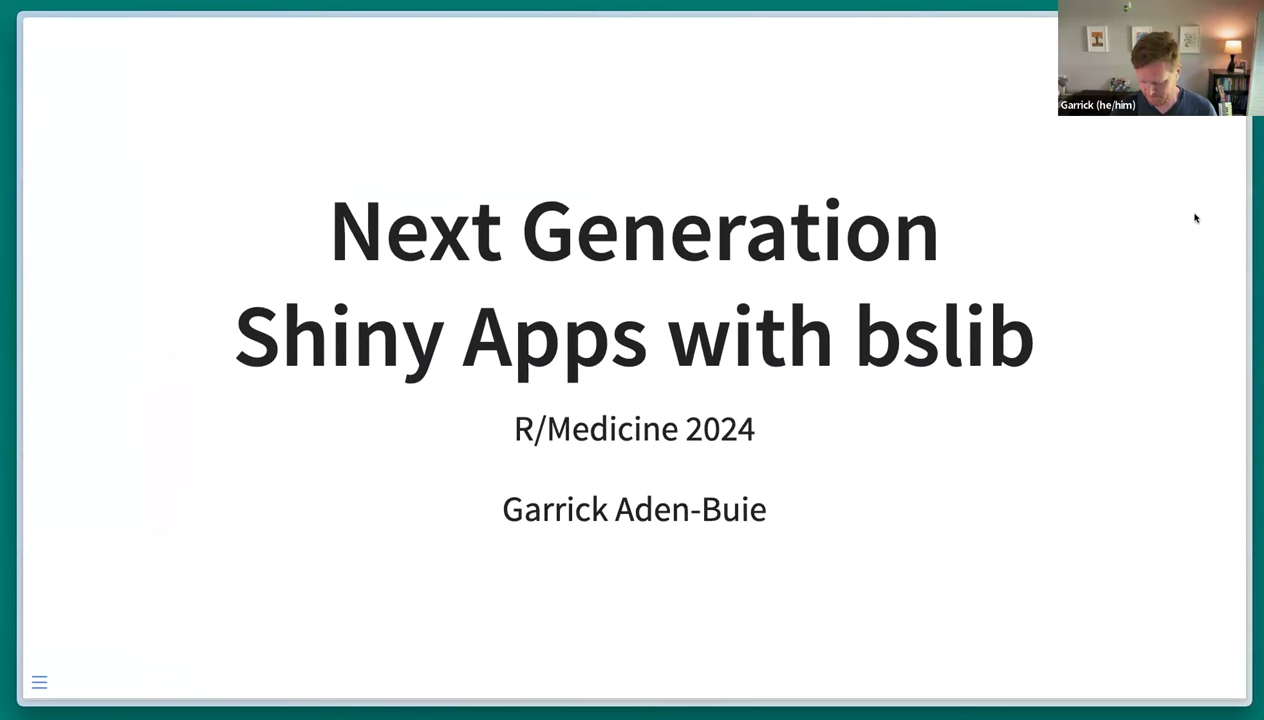 Garrick (he/him)
Next Generation
Shiny Apps with bslib
R/Medicine 2024
Garrick Aden-Buie